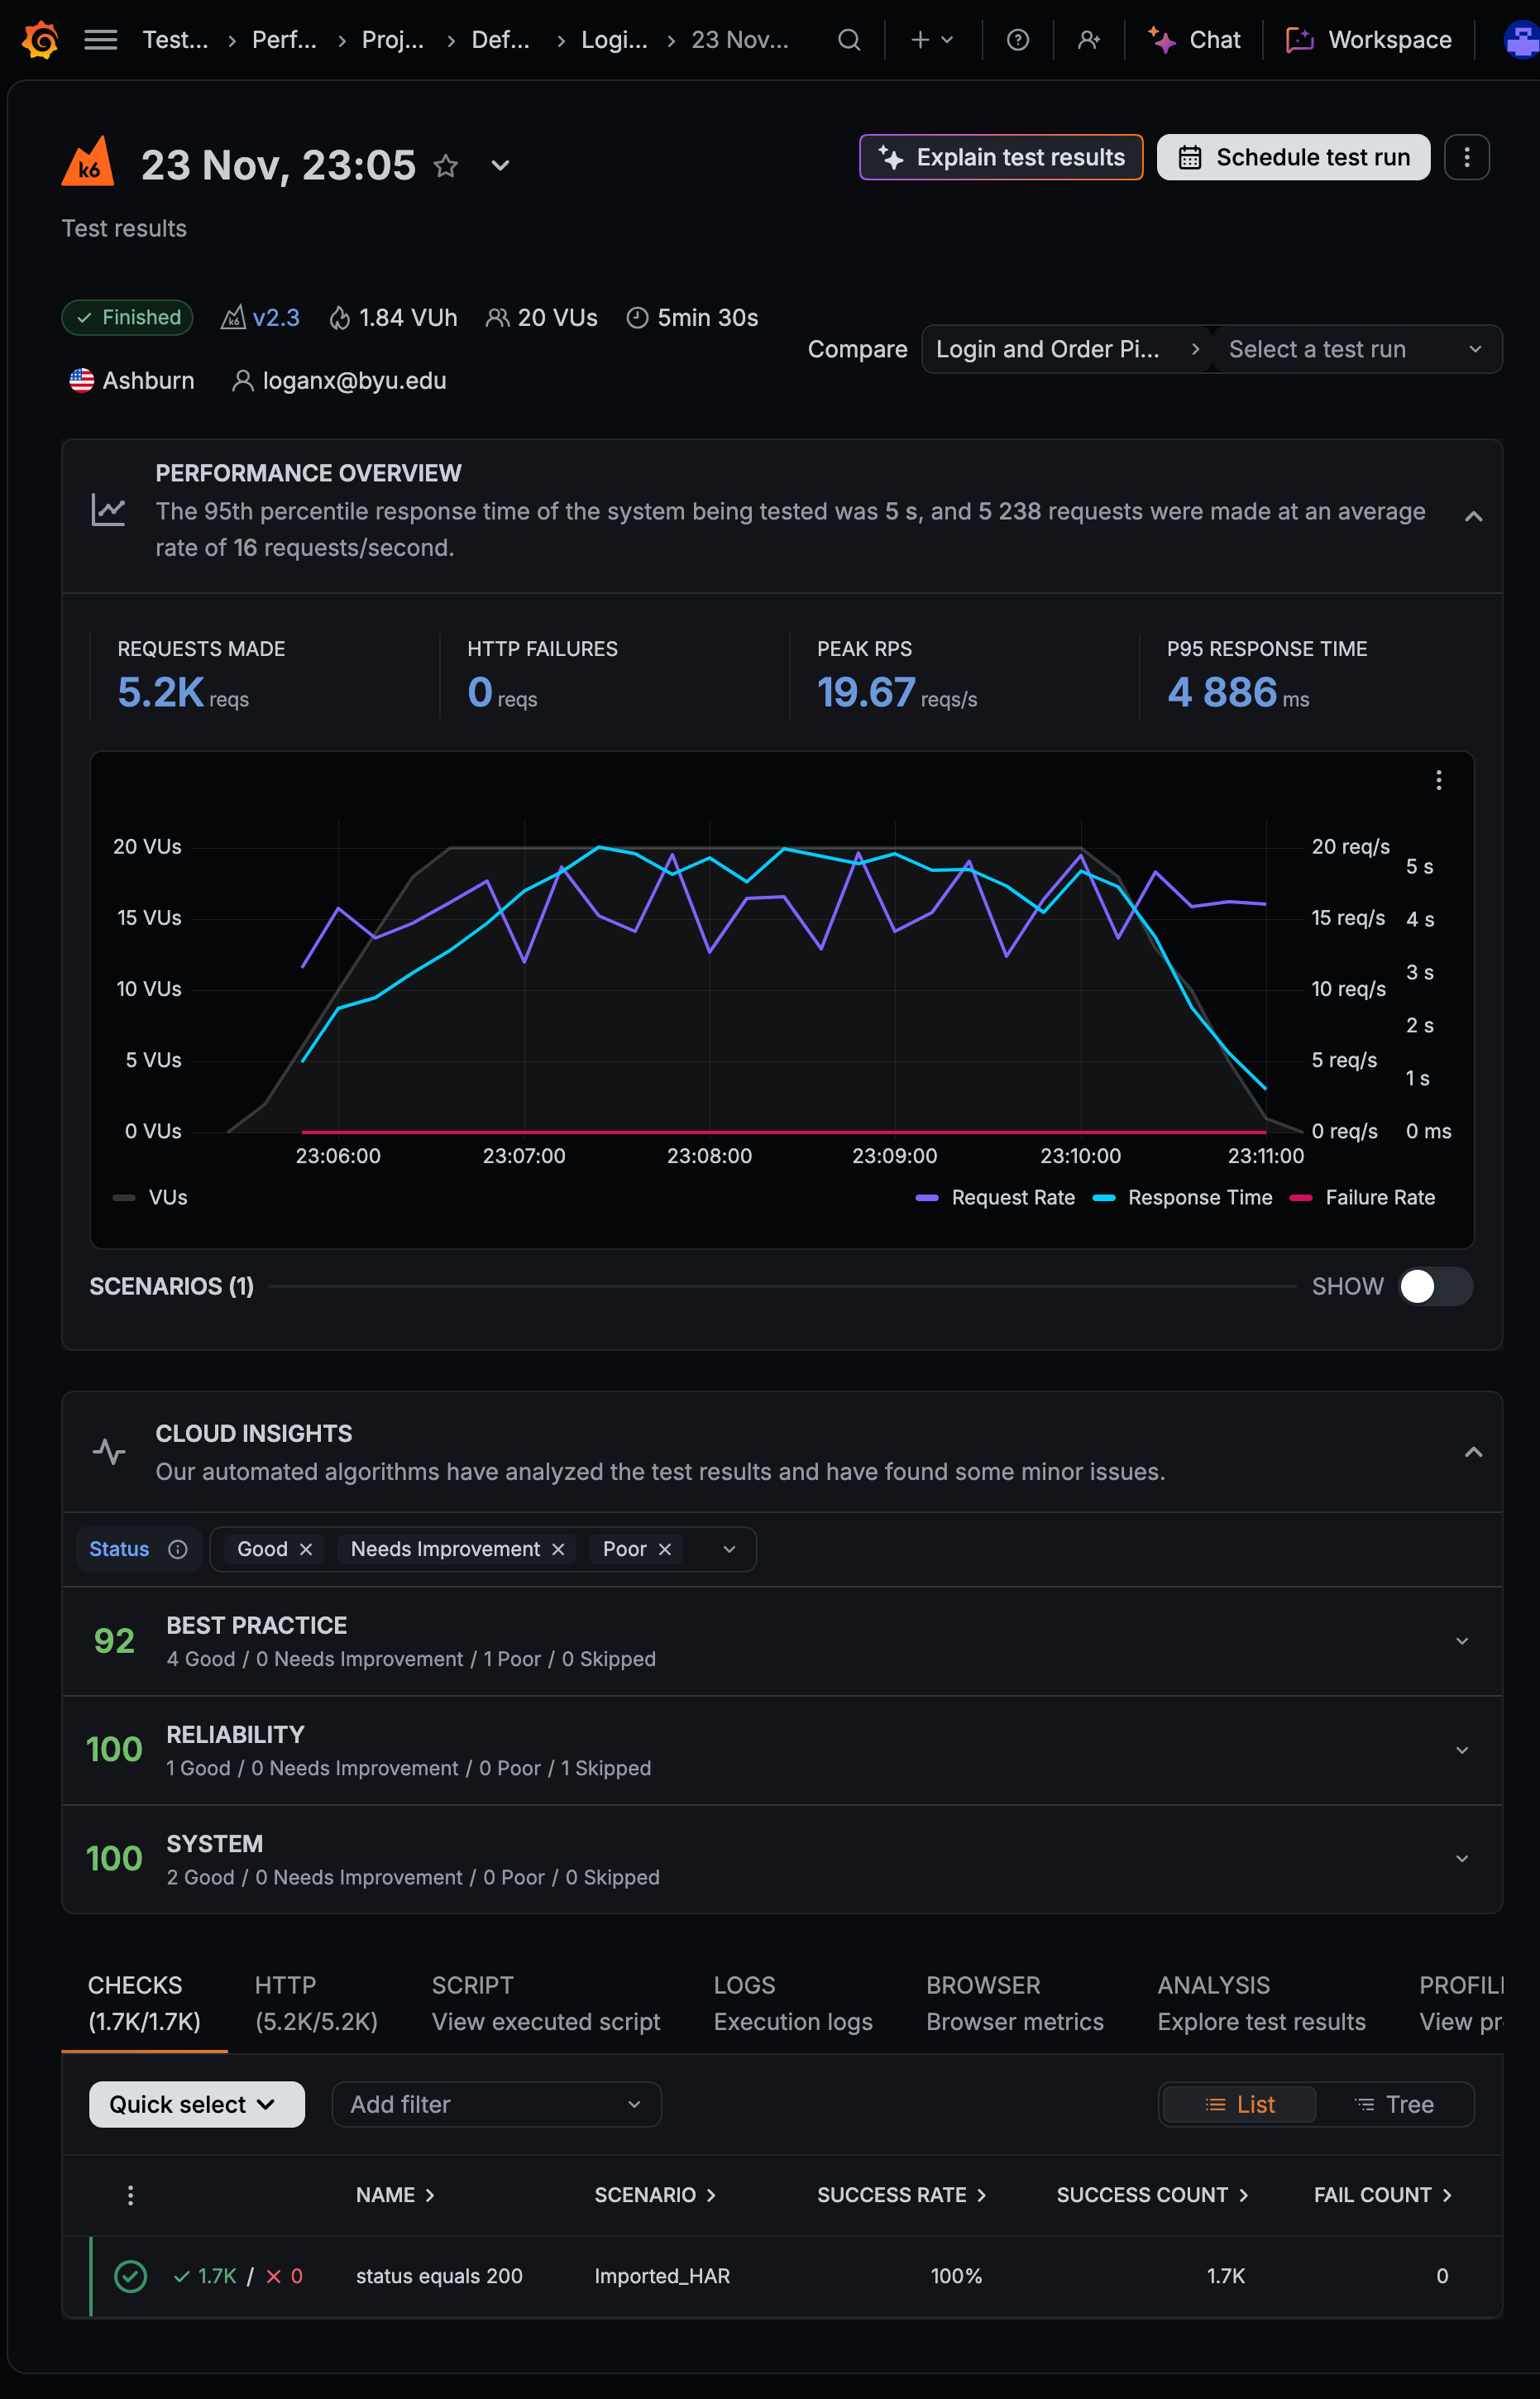 Test... > Perf... > Proj... > Def... > Logi... > 23 Nov... Chat Workspace
k6 23 Nov, 23:05 Explain test results Schedule test run
Test results
Finished k6 v2.3 1.84 VUh 20 VUs 5min 30s
Compare Login and Order Pi... > Select a test run
Ashburn loganx@byu.edu
PERFORMANCE OVERVIEW
The 95th percentile response time of the system being tested was 5 s, and 5 238 requests were made at an average
rate of 16 requests/second.
REQUESTS MADE HTTP FAILURES PEAK RPS P95 RESPONSE TIME
5.2K reqs 0 reqs 19.67 reqs/s 4 886 ms
20 VUs 20 req/s
5 s
15 VUs 15 req/s 4 s
3 s
10 VUs 10 req/s
2 s
5 VUs 5 req/s
1 s
0 VUs 0 req/s 0 ms
23:06:00 23:07:00 23:08:00 23:09:00 23:10:00 23:11:00
VUs Request Rate Response Time Failure Rate
SCENARIOS (1) SHOW
CLOUD INSIGHTS
Our automated algorithms have analyzed the test results and have found some minor issues.
Status Good Needs Improvement Poor
92 BEST PRACTICE
4 Good / 0 Needs Improvement / 1 Poor / 0 Skipped
100 RELIABILITY
1 Good / 0 Needs Improvement / 0 Poor / 1 Skipped
100 SYSTEM
2 Good / 0 Needs Improvement / 0 Poor / 0 Skipped
CHECKS HTTP SCRIPT LOGS BROWSER ANALYSIS PROFILI
(1.7K/1.7K) (5.2K/5.2K) View executed script Execution logs Browser metrics Explore test results View pr
Quick select Add filter List Tree
NAME SCENARIO SUCCESS RATE SUCCESS COUNT FAIL COUNT
1.7K / 0 status equals 200 Imported_HAR 100% 1.7K 0